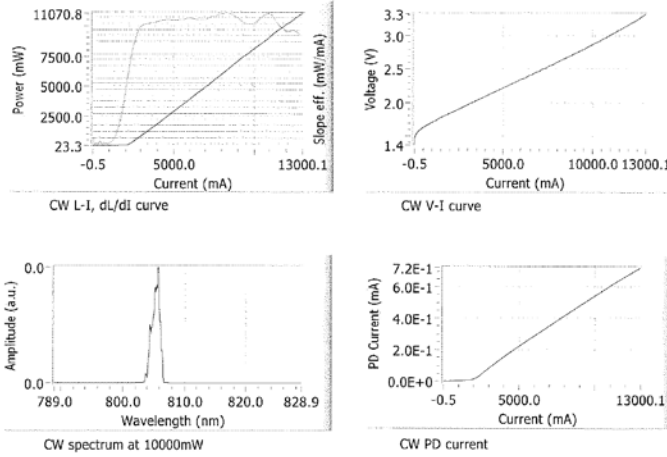 11070.8
7500.0
5000.0
2500.0
23.3
Power (mW)
Slope eff. (mW/mA)
-0.5 5000.0 13000.1
Current (mA)
CW L-I, dL/dI curve
3.3
3.0
2.5
2.0
1.4
Voltage (V)
-0.5 5000.0 10000.0 13000.1
Current (mA)
CW V-I curve
0.0
0.0
Amplitude (a.u.)
789.0 800.0 810.0 820.0 828.9
Wavelength (nm)
CW spectrum at 10000mW
7.2E-1
6.0E-1
4.0E-1
2.0E-1
0.0E+0
PD Current (mA)
-0.5 5000.0 13000.1
Current (mA)
CW PD current